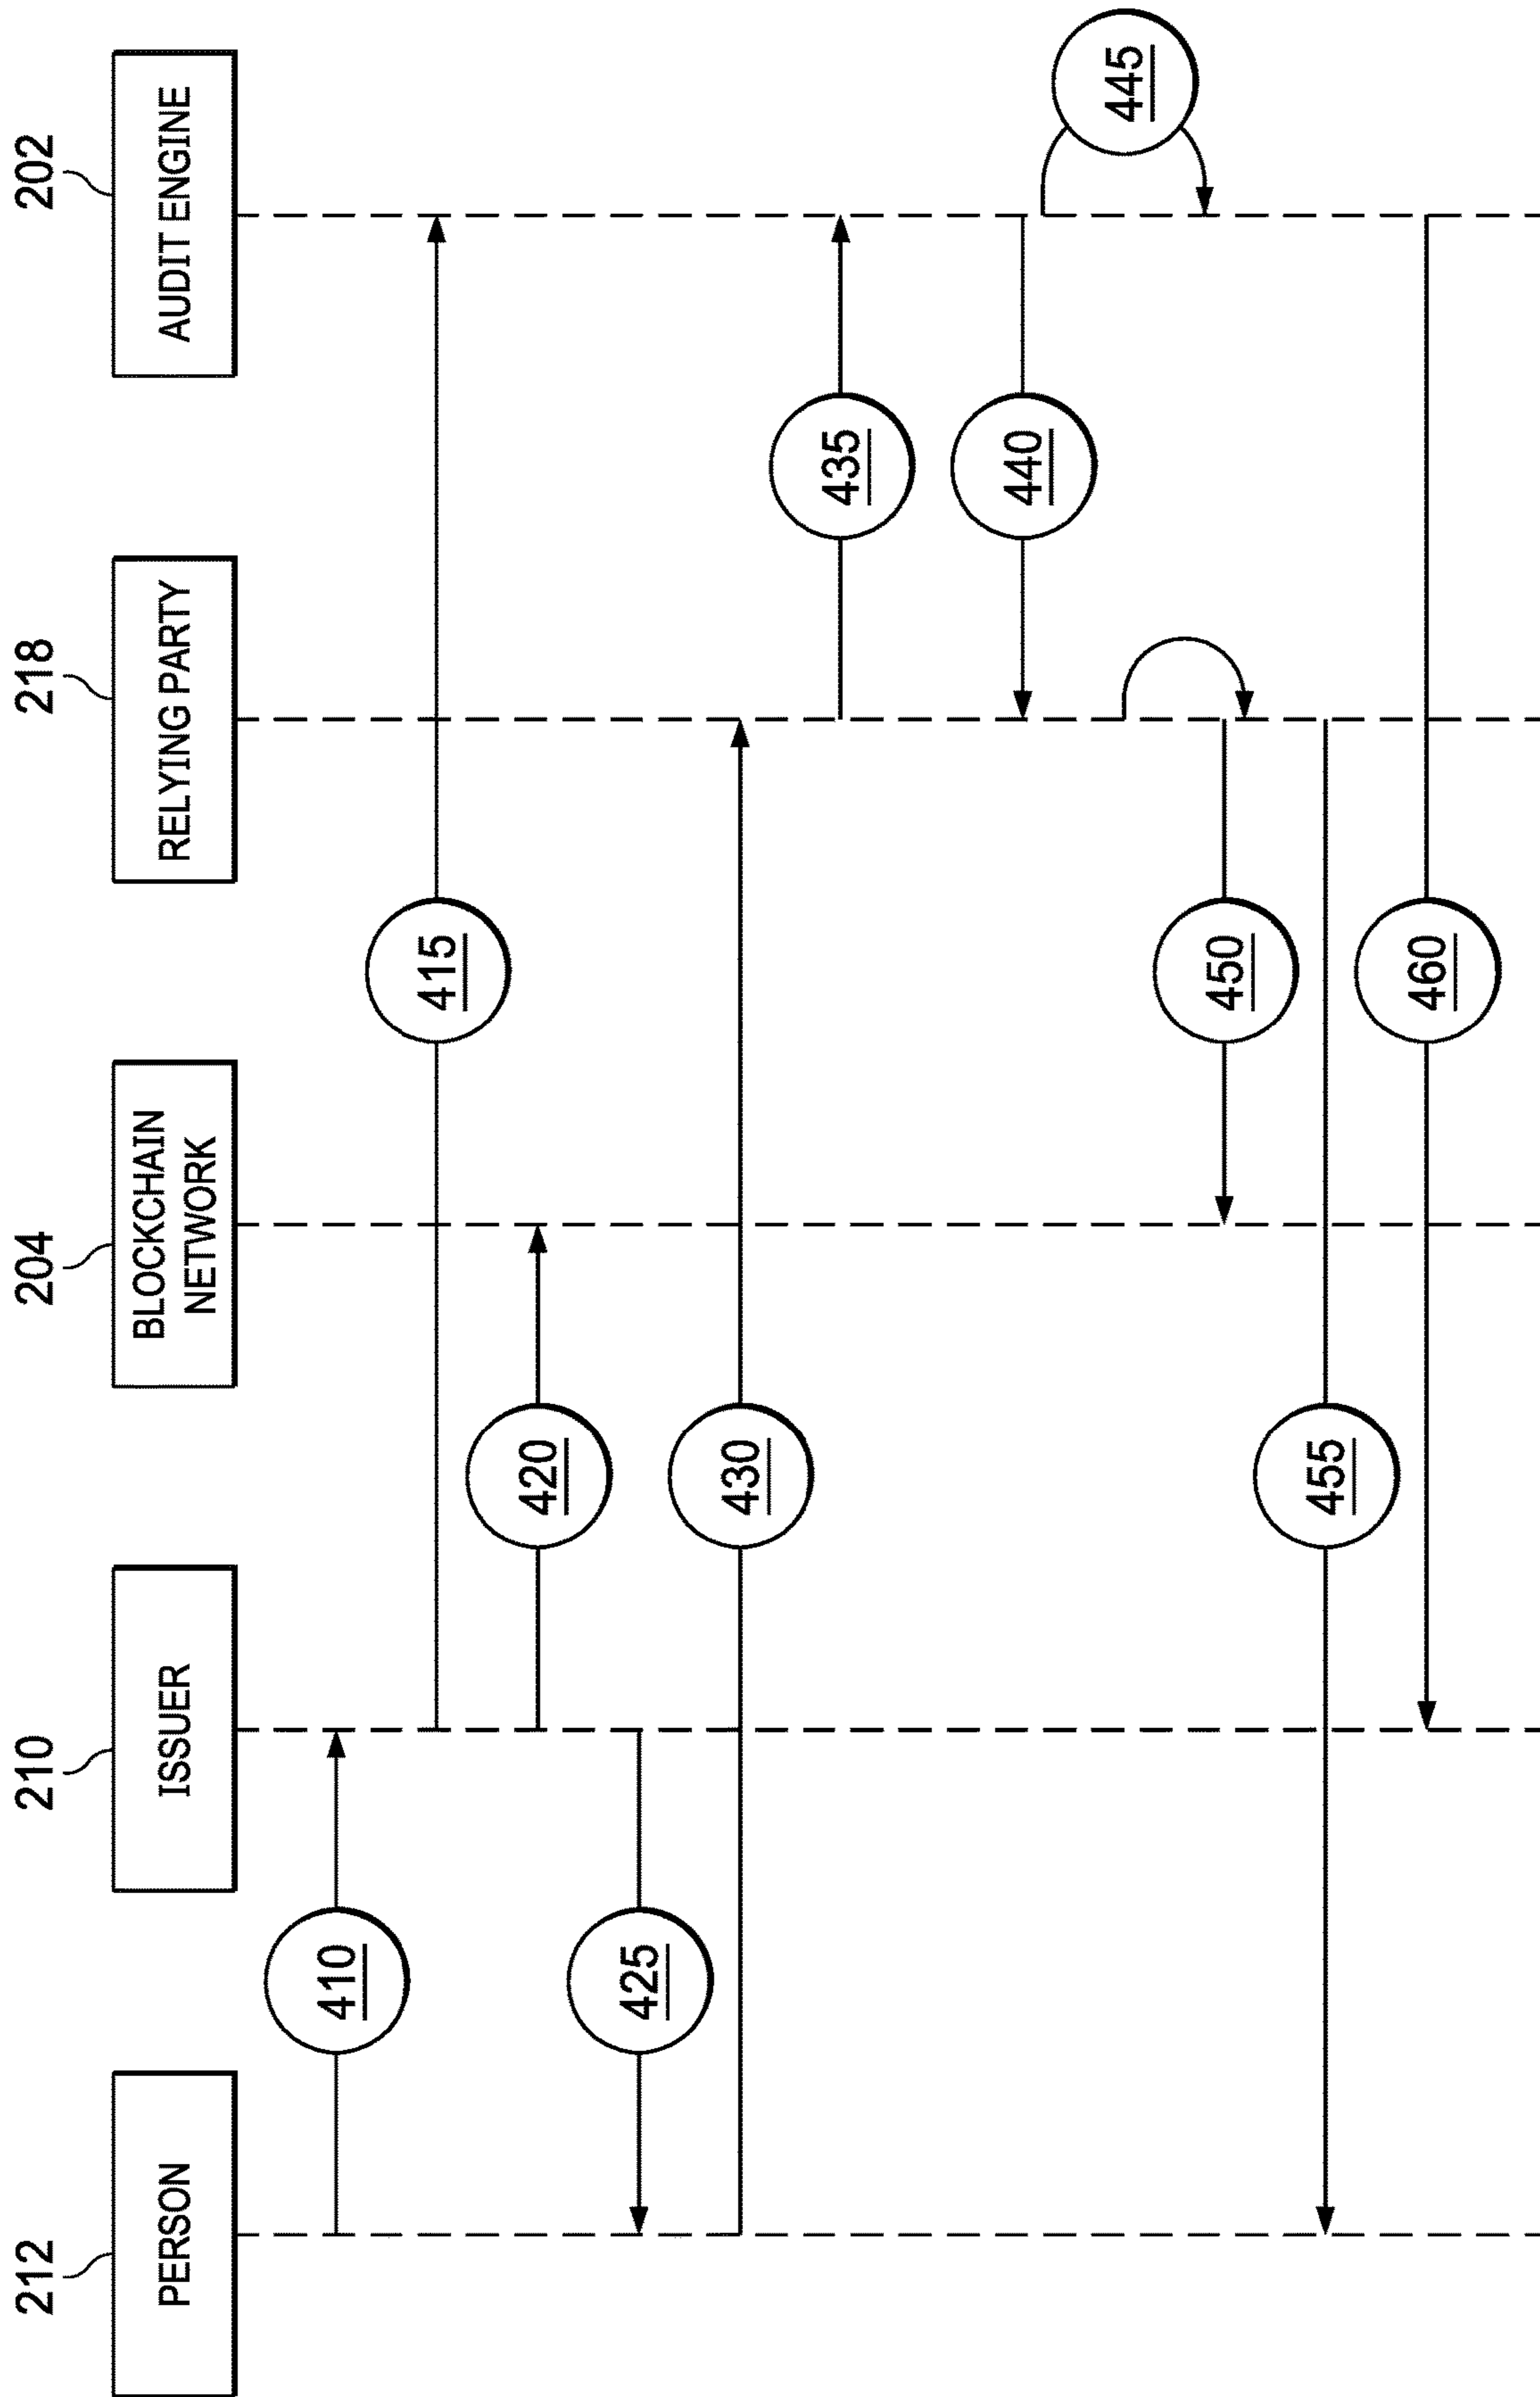 212
PERSON
210
ISSUER
204
BLOCKCHAIN
NETWORK
218
RELYING PARTY
202
AUDIT ENGINE
410
415
420
425
430
435
440
445
450
455
460